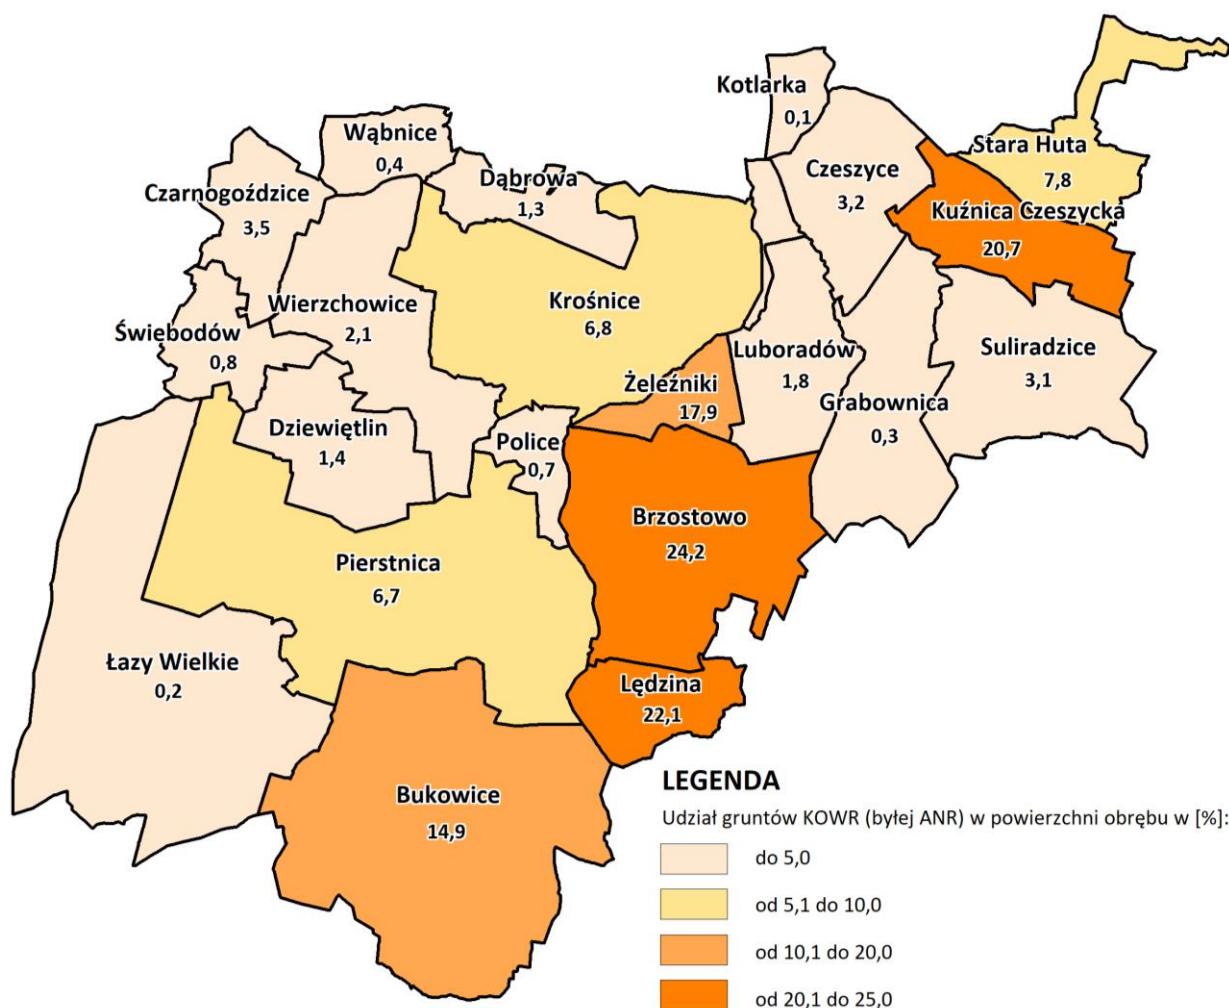 Kotlarka
0,1
Wąbnice
0,4
Stara Huta
7,8
Czeszyce
3,2
Dąbrowa
1,3
Czarnogoździce
3,5
Kuźnica Czeszycka
20,7
Wierzchowice
2,1
Krośnice
6,8
Świebodów
0,8
Luboradów
1,8
Suliradzice
3,1
Żeleźniki
17,9
Grabownica
0,3
Dziewiętlin
1,4
Police
0,7
Brzostowo
24,2
Pierstnica
6,7
Łazy Wielkie
0,2
Lędzina
22,1
Bukowice
14,9
LEGENDA
Udział gruntów KOWR (byłej ANR) w powierzchni obrębu w [%]:
do 5,0
od 5,1 do 10,0
od 10,1 do 20,0
od 20,1 do 25,0